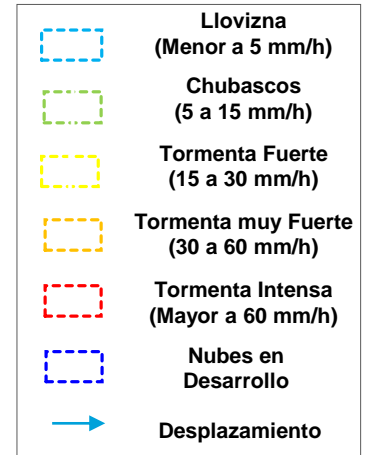 Llovizna
(Menor a 5 mm/h)
Chubascos
(5 a 15 mm/h)
Tormenta Fuerte
(15 a 30 mm/h)
Tormenta muy Fuerte
(30 a 60 mm/h)
Tormenta Intensa
(Mayor a 60 mm/h)
Nubes en
Desarrollo
Desplazamiento